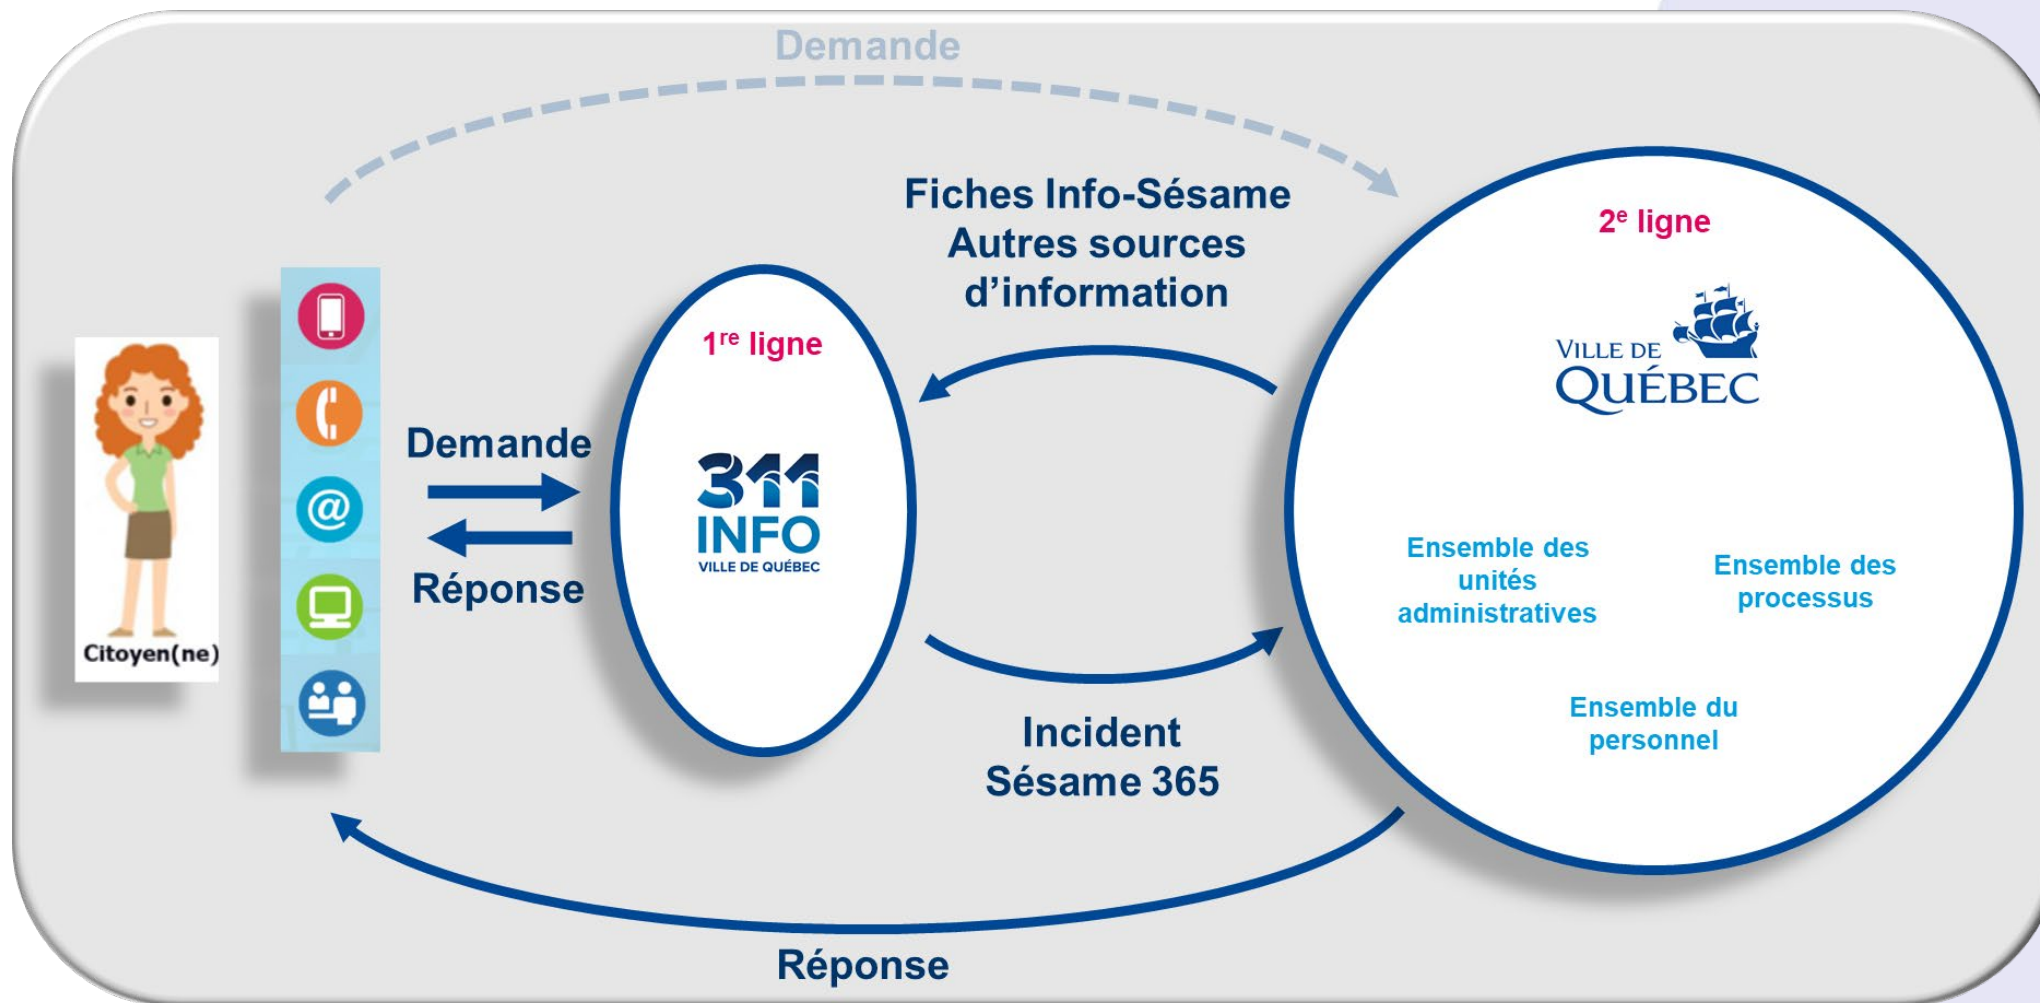 Demande
Fiches Info-Sésame
Autres sources
d’information
2e ligne
VILLE DE
QUÉBEC
1re ligne
311
INFO
VILLE DE QUÉBEC
Demande
Réponse
@
Citoyen(ne)
Ensemble des
unités
administratives
Ensemble des
processus
Ensemble du
personnel
Incident
Sésame 365
Réponse